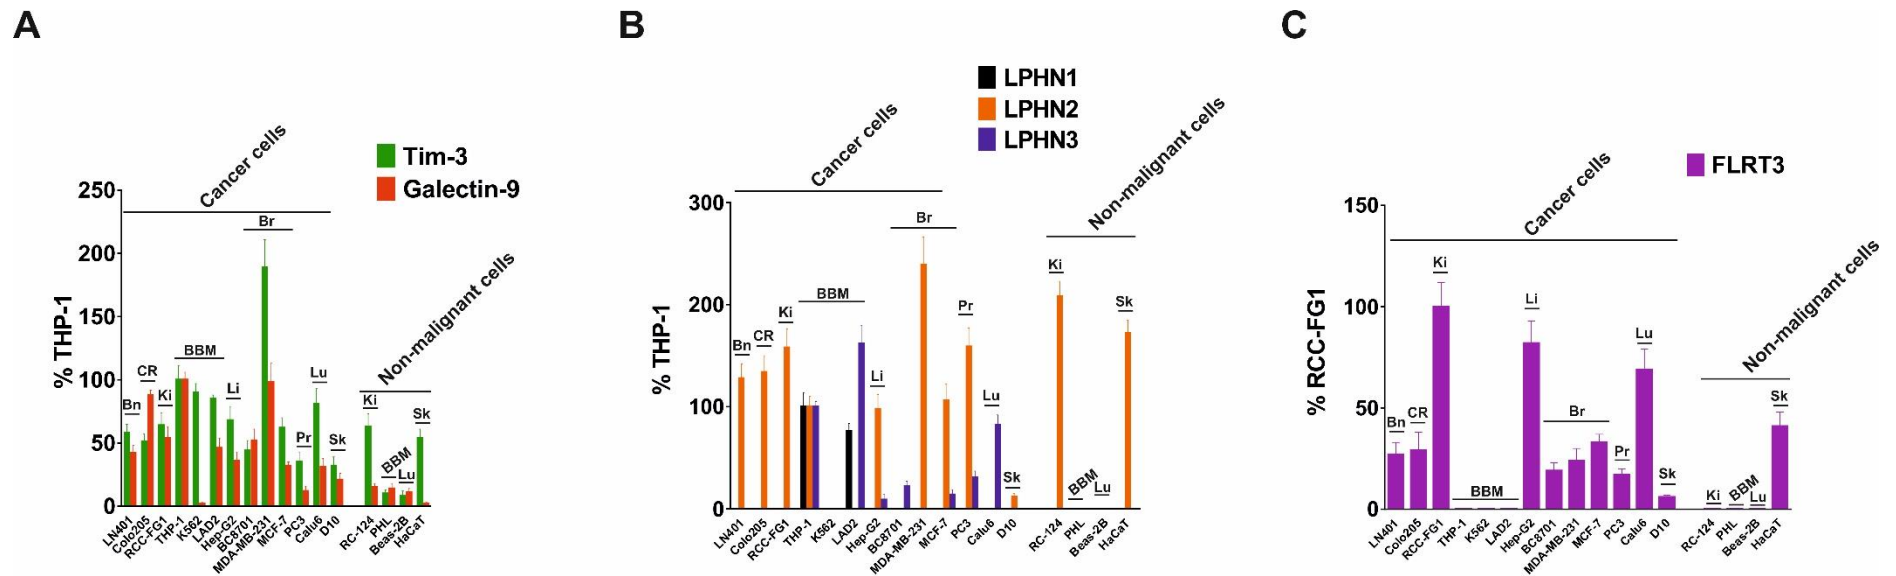 A
Tim-3
Galectin-9
Cancer cells
Non-malignant cells
% THP-1
250
200
150
100
50
0
Bn
CR
Ki
BBM
Li
Br
Pr
Lu
Sk
Ki
BBM
Lu
Sk
LN401
Colo205
RCC-FG1
THP-1
K562
LAD2
Hep-G2
BC8701
MDA-MB-231
MCF-7
PC3
Calu6
D10
RC-124
PHL
Beas-2B
HaCaT
B
LPHN1
LPHN2
LPHN3
Cancer cells
Non-malignant cells
% THP-1
300
200
100
0
Bn
CR
Ki
BBM
Li
Br
Pr
Lu
Sk
Ki
BBM
Lu
Sk
LN401
Colo205
RCC-FG1
THP-1
K562
LAD2
Hep-G2
BC8701
MDA-MB-231
MCF-7
PC3
Calu6
D10
RC-124
PHL
Beas-2B
HaCaT
C
FLRT3
Cancer cells
Non-malignant cells
% RCC-FG1
150
100
50
0
Bn
CR
Ki
BBM
Li
Br
Pr
Lu
Sk
Ki
BBM
Lu
Sk
LN401
Colo205
RCC-FG1
THP-1
K562
LAD2
Hep-G2
BC8701
MDA-MB-231
MCF-7
PC3
Calu6
D10
RC-124
PHL
Beas-2B
HaCaT